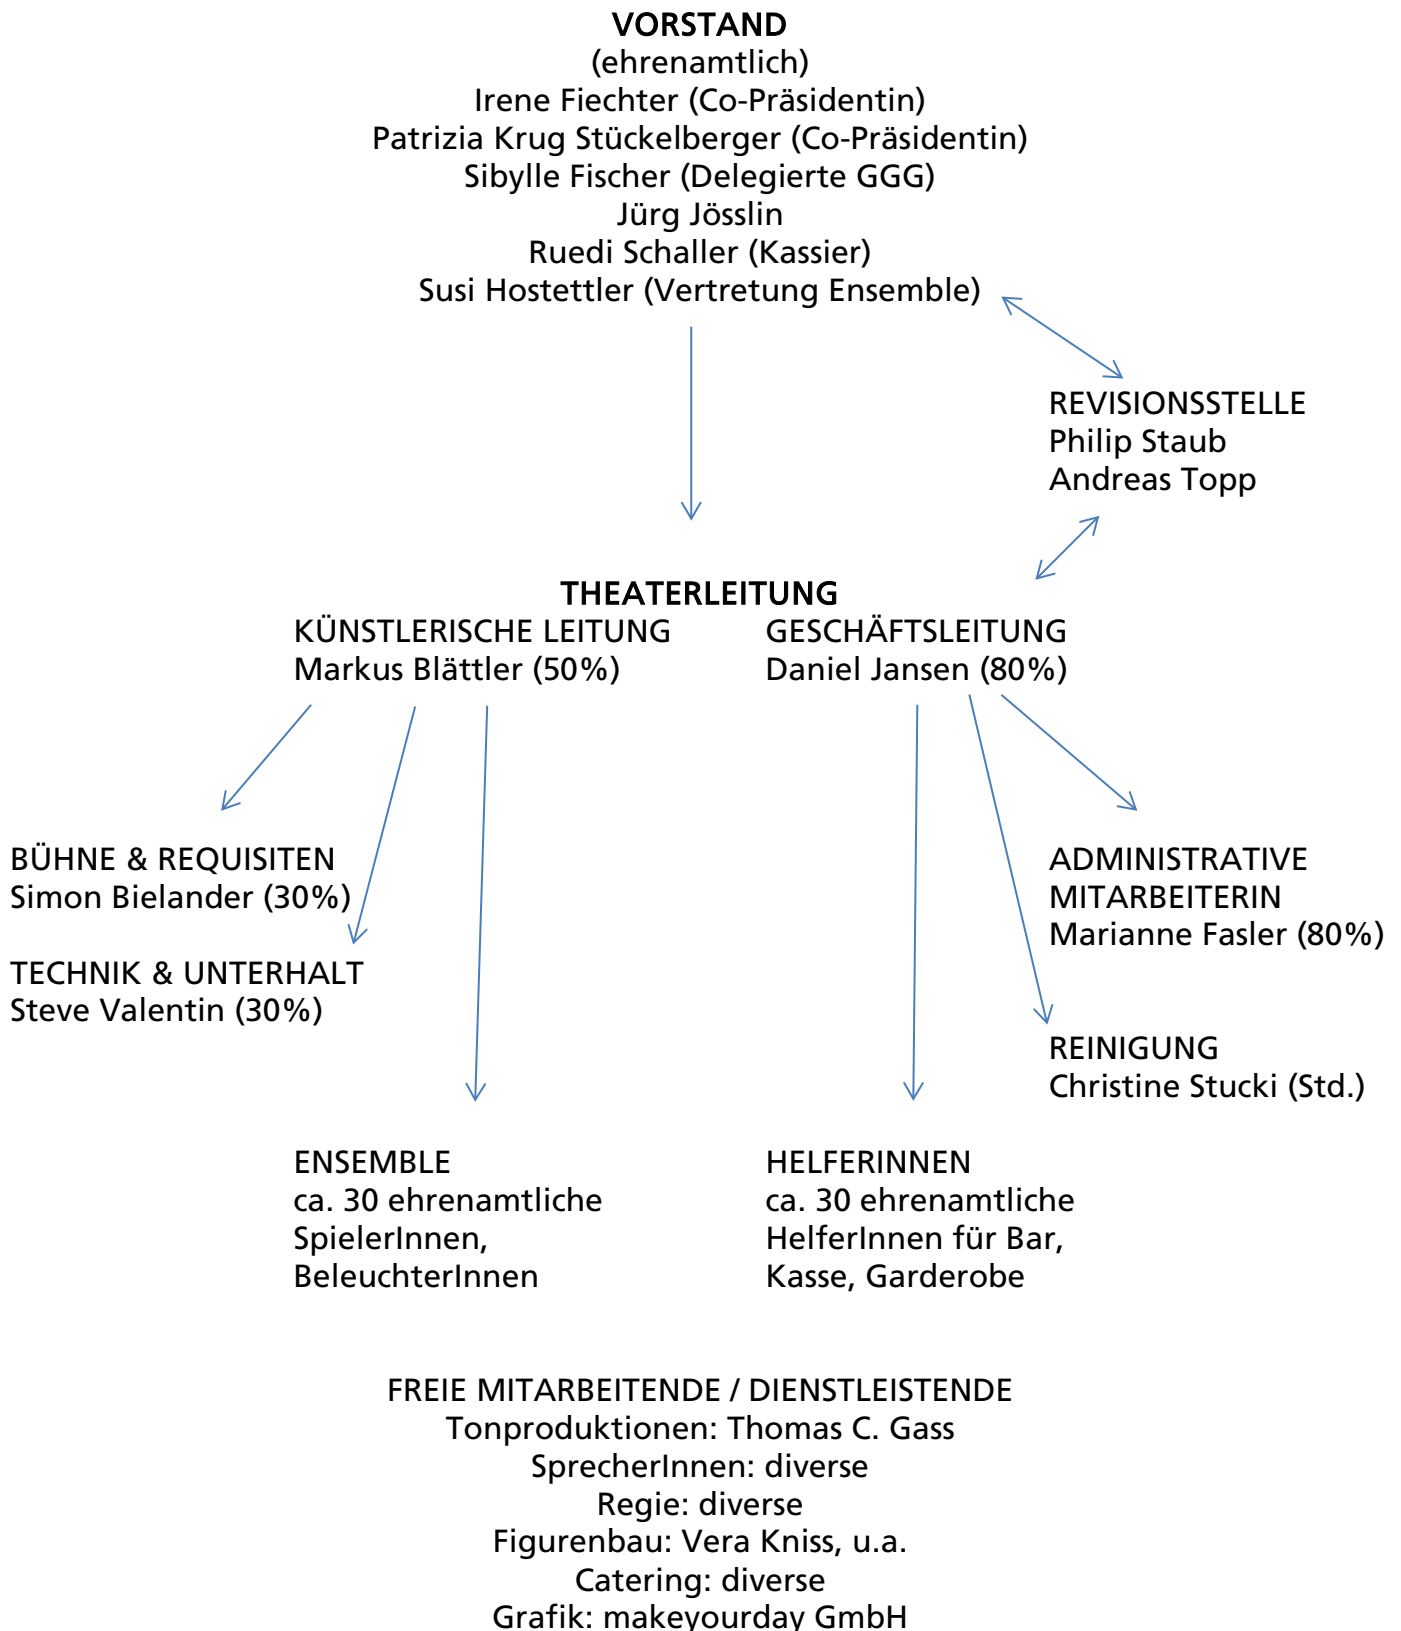 VORSTAND
(ehrenamtlich)
Irene Fiechter (Co-Präsidentin)
Patrizia Krug Stückelberger (Co-Präsidentin)
Sibylle Fischer (Delegierte GGG)
Jürg Jösslin
Ruedi Schaller (Kassier)
Susi Hostettler (Vertretung Ensemble)
REVISIONSSTELLE
Philip Staub
Andreas Topp
THEATERLEITUNG
KÜNSTLERISCHE LEITUNG
Markus Blättler (50%)
GESCHÄFTSLEITUNG
Daniel Jansen (80%)
BÜHNE & REQUISITEN
Simon Bielander (30%)
TECHNIK & UNTERHALT
Steve Valentin (30%)
ADMINISTRATIVE
MITARBEITERIN
Marianne Fasler (80%)
REINIGUNG
Christine Stucki (Std.)
ENSEMBLE
ca. 30 ehrenamtliche
SpielerInnen,
BeleuchterInnen
HELFERINNEN
ca. 30 ehrenamtliche
HelferInnen für Bar,
Kasse, Garderobe
FREIE MITARBEITENDE / DIENSTLEISTENDE
Tonproduktionen: Thomas C. Gass
SprecherInnen: diverse
Regie: diverse
Figurenbau: Vera Kniss, u.a.
Catering: diverse
Grafik: makeyourday GmbH